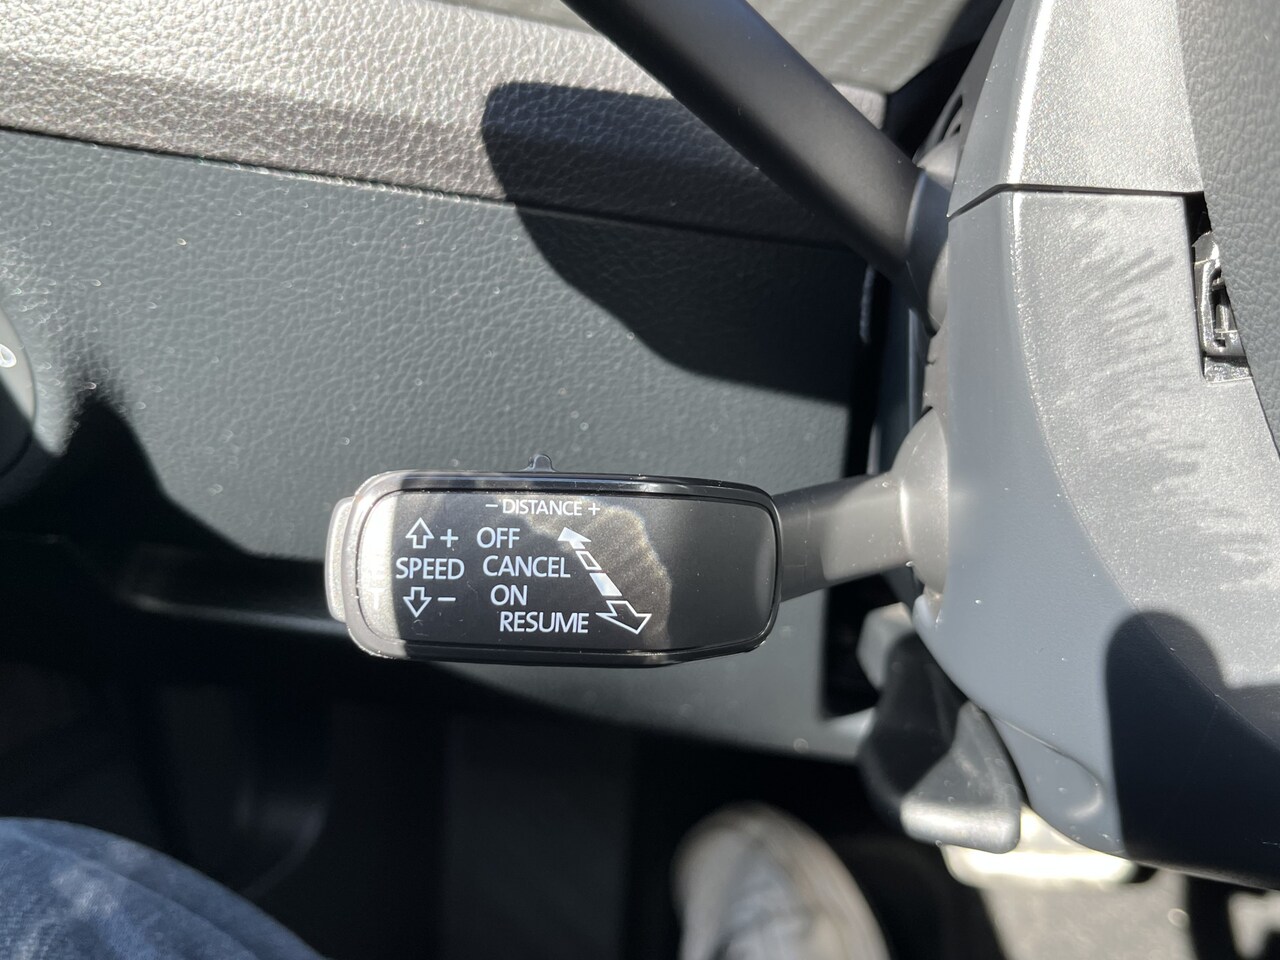 - DISTANCE +
+ OFF
SPEED CANCEL
- ON
RESUME